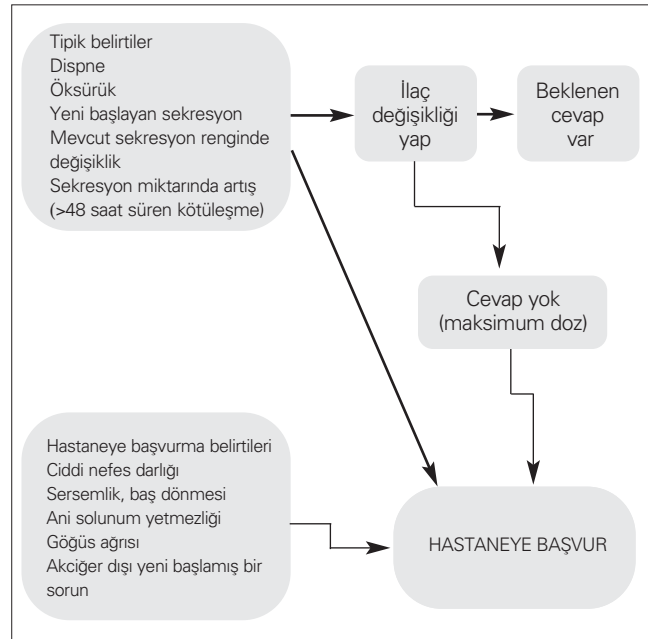 Tipik belirtiler
Dispne
Öksürük
Yeni başlayan sekresyon
Mevcut sekresyon renginde
değişiklik
Sekresyon miktarında artış
(>48 saat süren kötüleşme)
İlaç
değişikliği
yap
Beklenen
cevap
var
Cevap yok
(maksimum doz)
Hastaneye başvurma belirtileri
Ciddi nefes darlığı
Sersemlik, baş dönmesi
Ani solunum yetmezliği
Göğüs ağrısı
Akciğer dışı yeni başlamış bir
sorun
HASTANEYE BAŞVUR